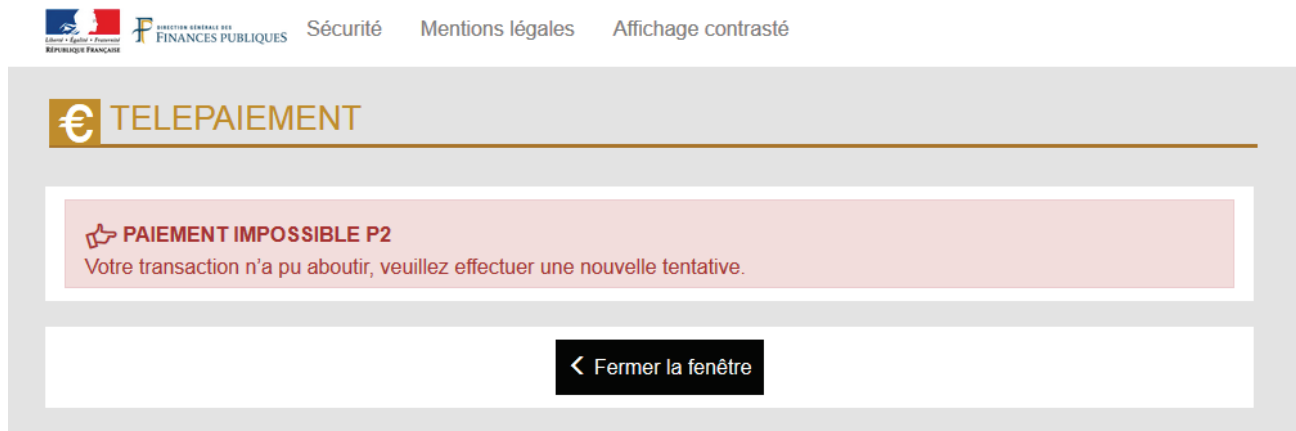 Liberté • Égalité • Fraternité
RÉPUBLIQUE FRANÇAISE
DIRECTION GÉNÉRALE DES
FINANCES PUBLIQUES
Sécurité Mentions légales Affichage contrasté
€ TELEPAIEMENT
PAIEMENT IMPOSSIBLE P2
Votre transaction n'a pu aboutir, veuillez effectuer une nouvelle tentative.
Fermer la fenêtre